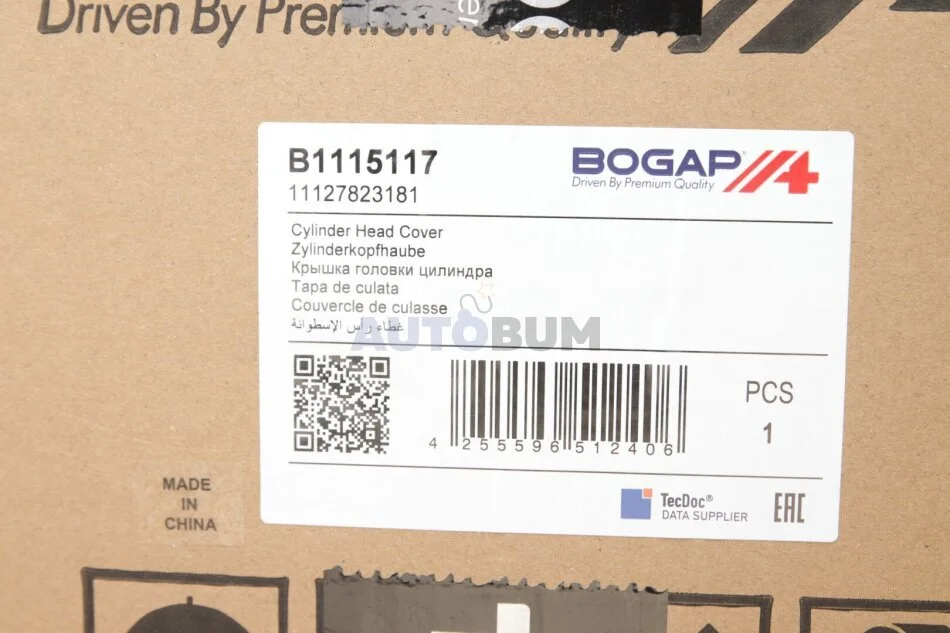 Driven By Premium Quality
B1115117
BOGAP
11127823181
Driven By Premium Quality
Cylinder Head Cover
Zylinderkopfhaube
Крышка головки цилиндра
Tapa de culata
Couvercle de culasse
غطاء رأس الإسطوانة
AUTOBUM
PCS
1
4 255596 512406
MADE
IN
CHINA
TecDoc®
DATA SUPPLIER
EAC